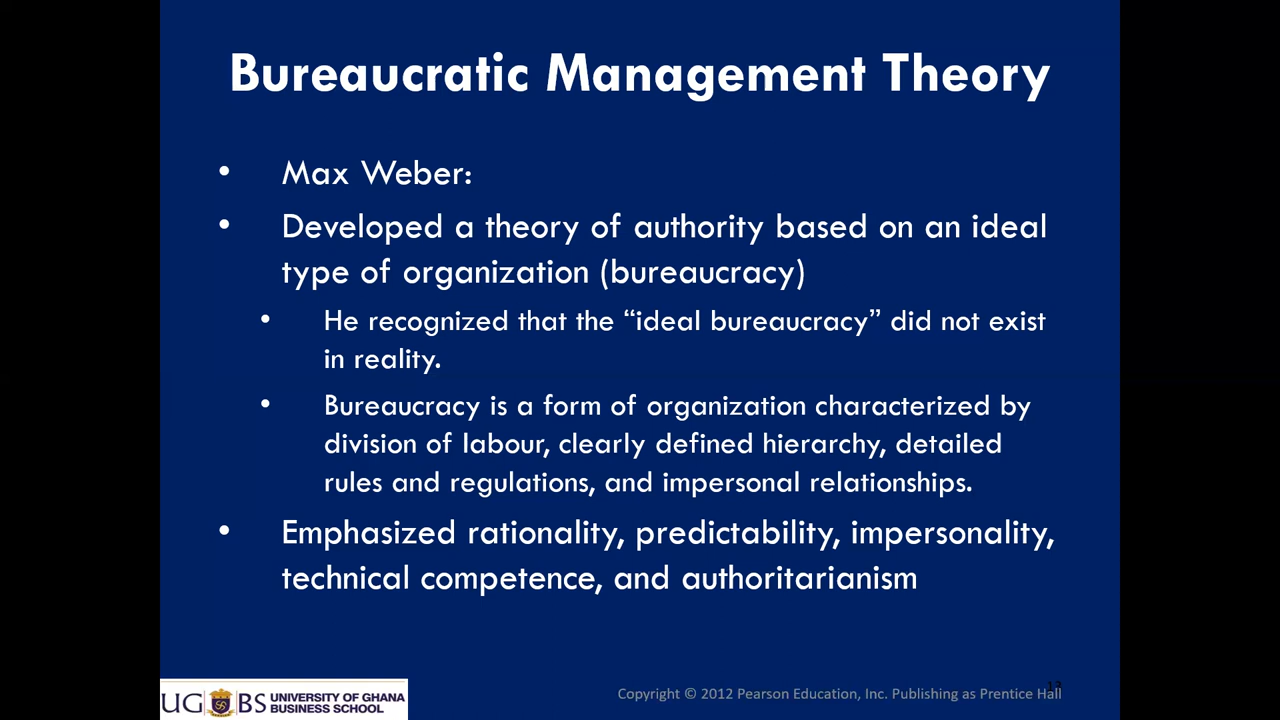 Bureaucratic Management Theory
• Max Weber:
• Developed a theory of authority based on an ideal
type of organization (bureaucracy)
• He recognized that the “ideal bureaucracy” did not exist
in reality.
• Bureaucracy is a form of organization characterized by
division of labour, clearly defined hierarchy, detailed
rules and regulations, and impersonal relationships.
• Emphasized rationality, predictability, impersonality,
technical competence, and authoritarianism
UG BS UNIVERSITY OF GHANA
BUSINESS SCHOOL
13
Copyright © 2012 Pearson Education, Inc. Publishing as Prentice Hall